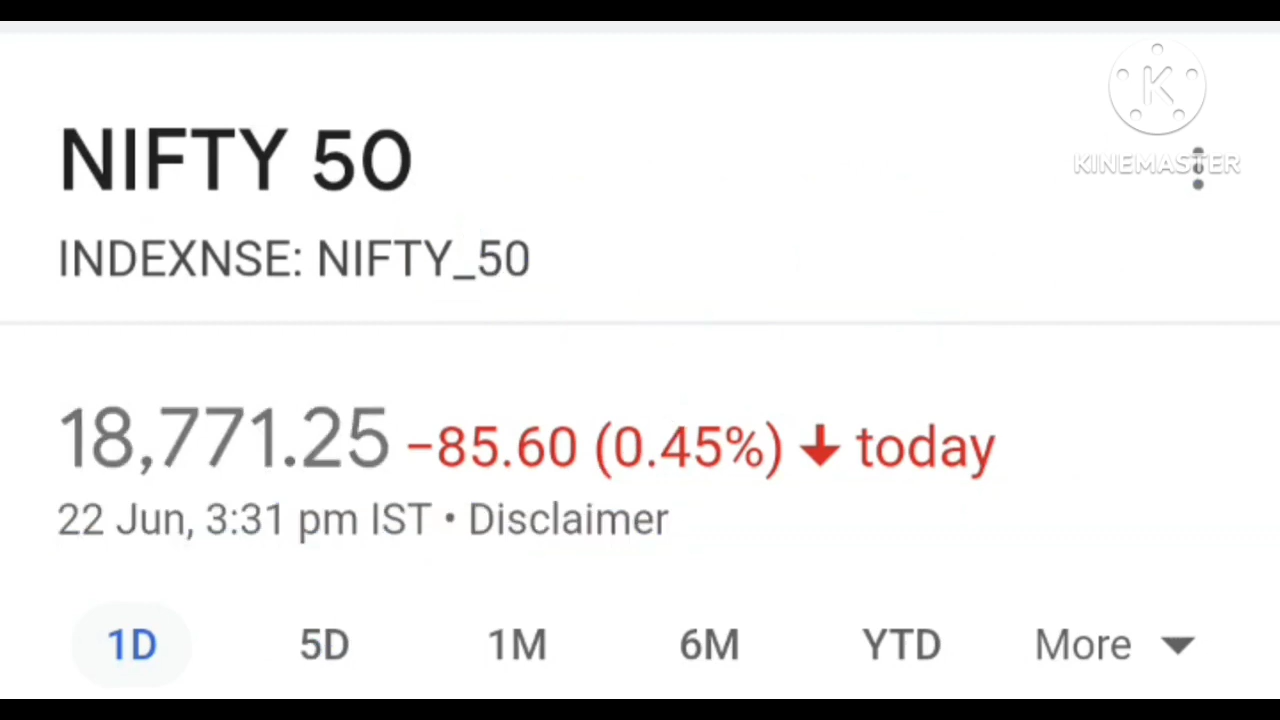 K
KINEMASTER
NIFTY 50
INDEXNSE: NIFTY_50
18,771.25 −85.60 (0.45%) ↓ today
22 Jun, 3:31 pm IST • Disclaimer
1D 5D 1M 6M YTD More